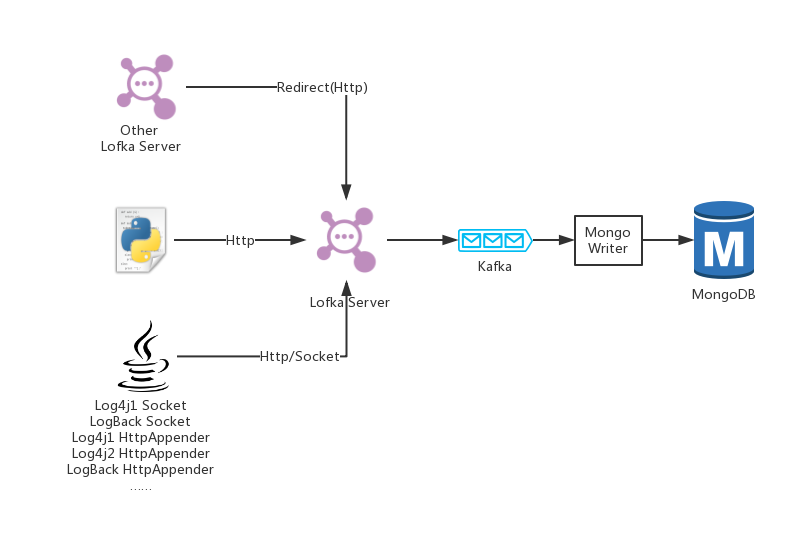 Redirect(Http)
Other
Lofka Server
Http
Mongo
Writer
M
Kafka
MongoDB
Lofka Server
Http/Socket
Log4j1 Socket
LogBack Socket
Log4j1 HttpAppender
Log4j2 HttpAppender
LogBack HttpAppender
......